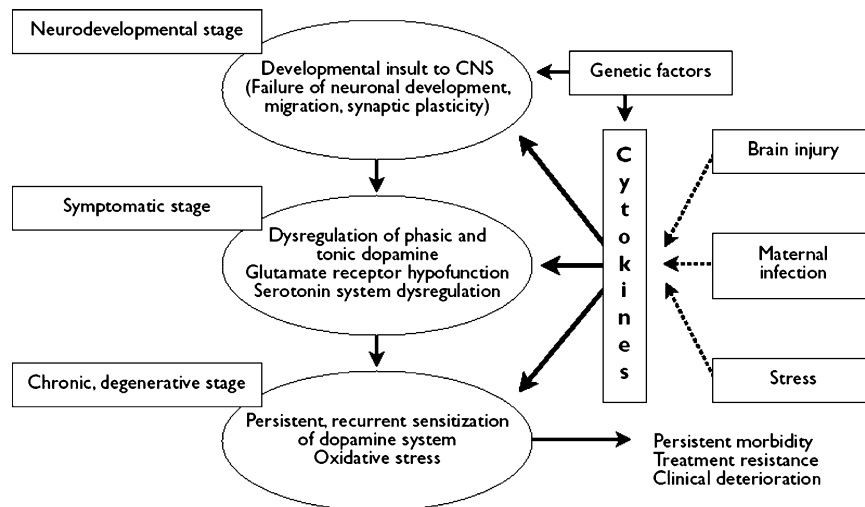 Neurodevelopmental stage
Developmental insult to CNS
(Failure of neuronal development,
migration, synaptic plasticity)
Genetic factors
Cytokines
Brain injury
Symptomatic stage
Dysregulation of phasic and
tonic dopamine
Glutamate receptor hypofunction
Serotonin system dysregulation
Maternal
infection
Chronic, degenerative stage
Stress
Persistent, recurrent sensitization
of dopamine system
Oxidative stress
Persistent morbidity
Treatment resistance
Clinical deterioration